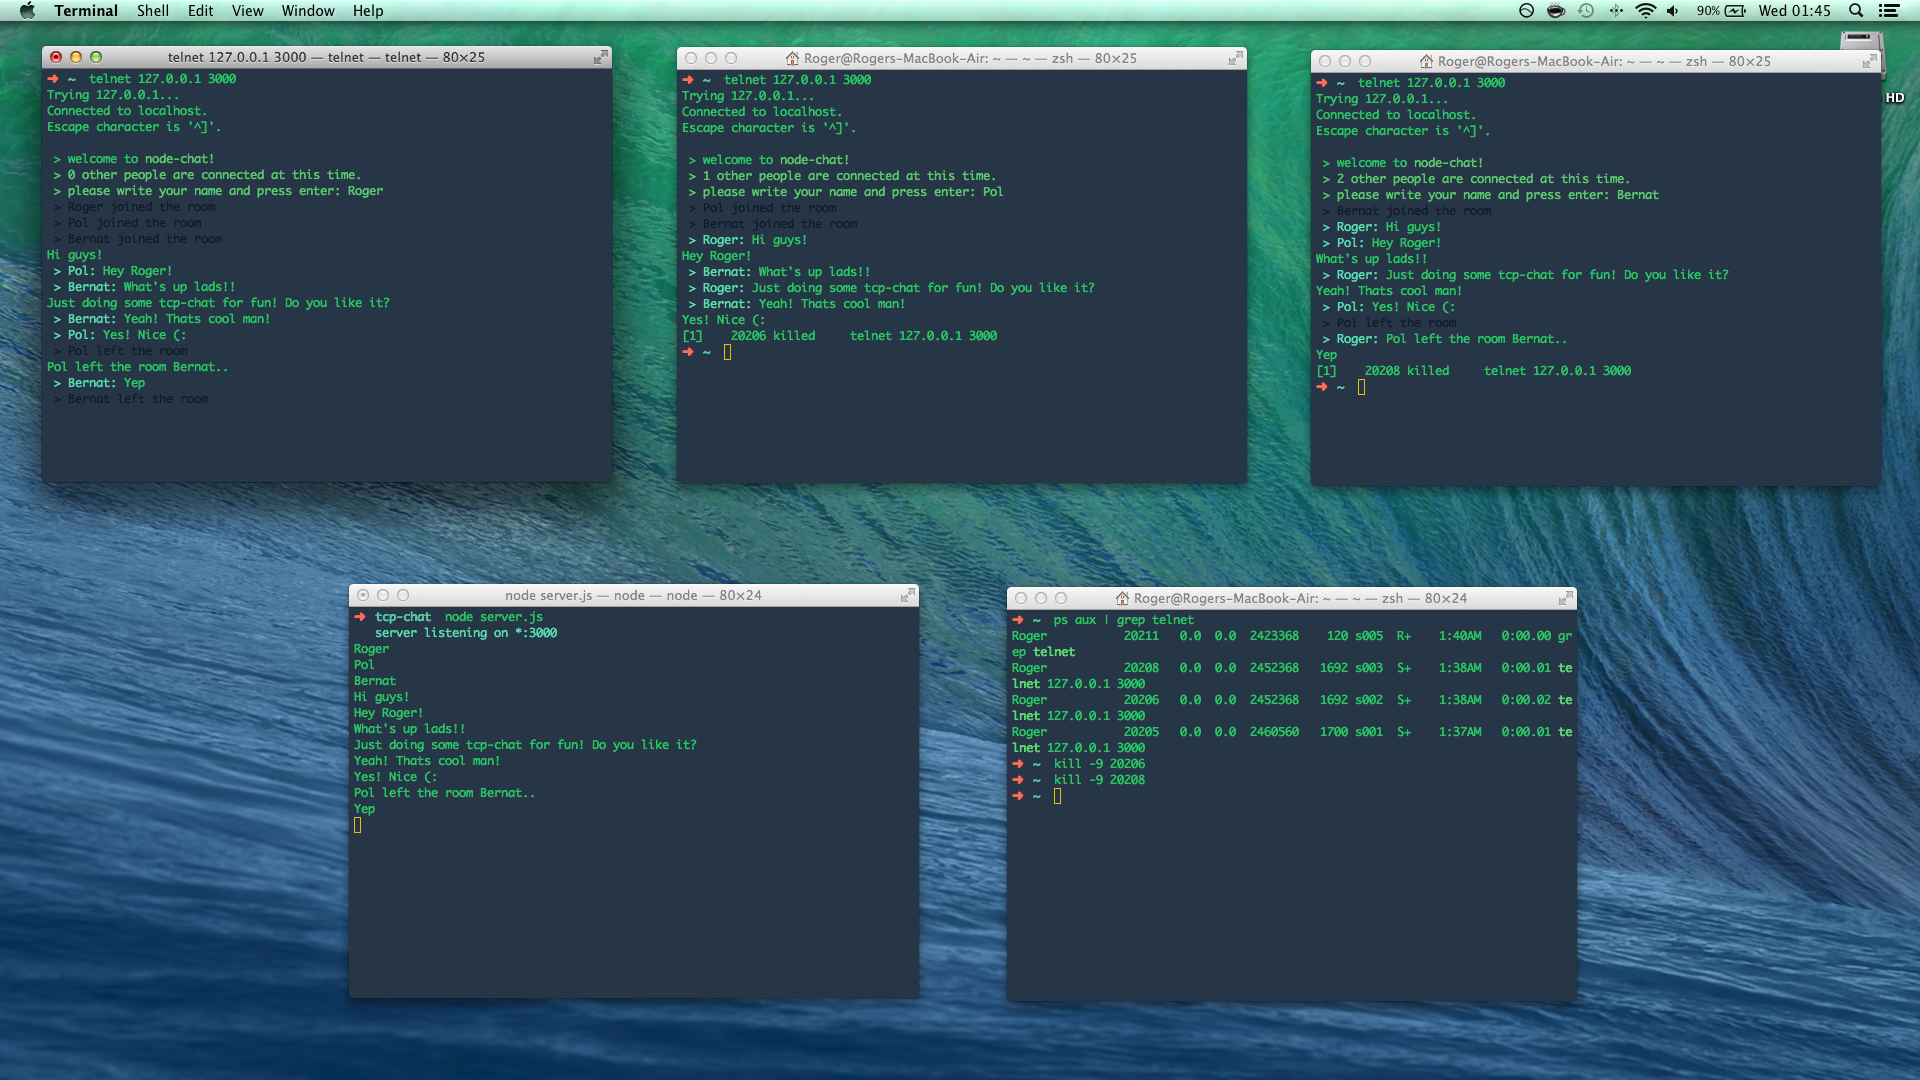 Terminal Shell Edit View Window Help 90% Wed 01:45
HD
telnet 127.0.0.1 3000 — telnet — telnet — 80×25
➜ ~ telnet 127.0.0.1 3000
Trying 127.0.0.1...
Connected to localhost.
Escape character is '^]'.
> welcome to node-chat!
> 0 other people are connected at this time.
> please write your name and press enter: Roger
> Roger joined the room
> Pol joined the room
> Bernat joined the room
Hi guys!
> Pol: Hey Roger!
> Bernat: What's up lads!!
Just doing some tcp-chat for fun! Do you like it?
> Bernat: Yeah! Thats cool man!
> Pol: Yes! Nice (:
> Pol left the room
Pol left the room Bernat..
> Bernat: Yep
> Bernat left the room
Roger@Rogers-MacBook-Air: ~ — ~ — zsh — 80×25
➜ ~ telnet 127.0.0.1 3000
Trying 127.0.0.1...
Connected to localhost.
Escape character is '^]'.
> welcome to node-chat!
> 1 other people are connected at this time.
> please write your name and press enter: Pol
> Pol joined the room
> Bernat joined the room
> Roger: Hi guys!
Hey Roger!
> Bernat: What's up lads!!
> Roger: Just doing some tcp-chat for fun! Do you like it?
> Bernat: Yeah! Thats cool man!
Yes! Nice (:
[1] 20206 killed telnet 127.0.0.1 3000
➜ ~
Roger@Rogers-MacBook-Air: ~ — ~ — zsh — 80×25
➜ ~ telnet 127.0.0.1 3000
Trying 127.0.0.1...
Connected to localhost.
Escape character is '^]'.
> welcome to node-chat!
> 2 other people are connected at this time.
> please write your name and press enter: Bernat
> Bernat joined the room
> Roger: Hi guys!
> Pol: Hey Roger!
What's up lads!!
> Roger: Just doing some tcp-chat for fun! Do you like it?
Yeah! Thats cool man!
> Pol: Yes! Nice (:
> Pol left the room
> Roger: Pol left the room Bernat..
Yep
[1] 20208 killed telnet 127.0.0.1 3000
➜ ~
node server.js — node — node — 80×24
➜ tcp-chat node server.js
server listening on *:3000
Roger
Pol
Bernat
Hi guys!
Hey Roger!
What's up lads!!
Just doing some tcp-chat for fun! Do you like it?
Yeah! Thats cool man!
Yes! Nice (:
Pol left the room Bernat..
Yep
Roger@Rogers-MacBook-Air: ~ — ~ — zsh — 80×24
➜ ~ ps aux | grep telnet
Roger 20211 0.0 0.0 2423368 120 s005 R+ 1:40AM 0:00.00 gr
ep telnet
Roger 20208 0.0 0.0 2452368 1692 s003 S+ 1:38AM 0:00.01 te
lnet 127.0.0.1 3000
Roger 20206 0.0 0.0 2452368 1692 s002 S+ 1:38AM 0:00.02 te
lnet 127.0.0.1 3000
Roger 20205 0.0 0.0 2460560 1700 s001 S+ 1:37AM 0:00.01 te
lnet 127.0.0.1 3000
➜ ~ kill -9 20206
➜ ~ kill -9 20208
➜ ~